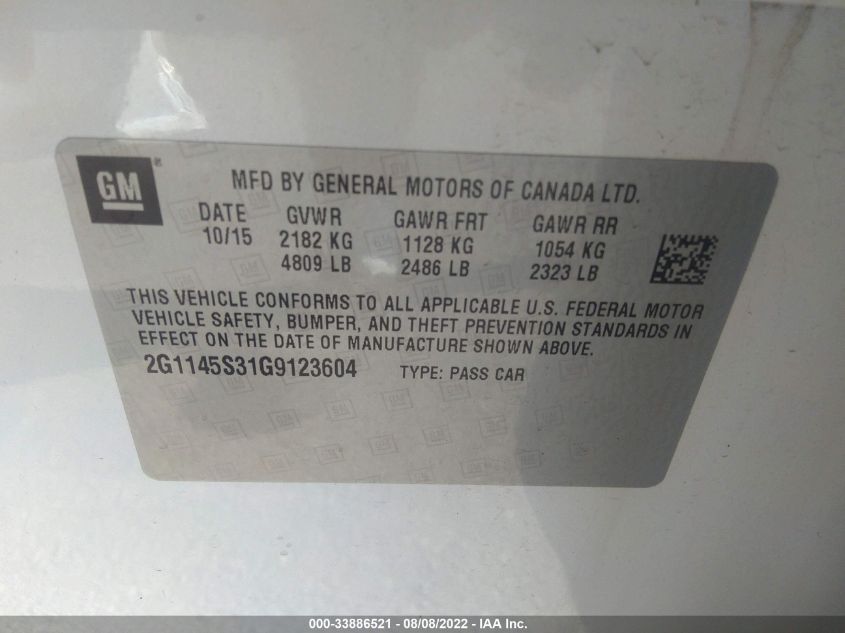 GM
MFD BY GENERAL MOTORS OF CANADA LTD.
DATE GVWR GAWR FRT GAWR RR
10/15 2182 KG 1128 KG 1054 KG
4809 LB 2486 LB 2323 LB
THIS VEHICLE CONFORMS TO ALL APPLICABLE U.S. FEDERAL MOTOR
VEHICLE SAFETY, BUMPER, AND THEFT PREVENTION STANDARDS IN
EFFECT ON THE DATE OF MANUFACTURE SHOWN ABOVE.
2G1145S31G9123604 TYPE: PASS CAR
000-33886521 - 08/08/2022 - IAA Inc.